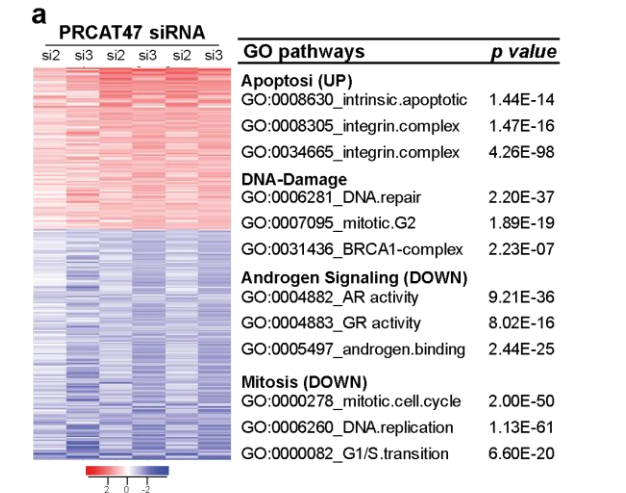 a
PRCAT47 siRNA
si2 si3 si2 si3 si2 si3
GO pathways p value
Apoptosi (UP)
GO:0008630_intrinsic.apoptotic 1.44E-14
GO:0008305_integrin.complex 1.47E-16
GO:0034665_integrin.complex 4.26E-98
DNA-Damage
GO:0006281_DNA.repair 2.20E-37
GO:0007095_mitotic.G2 1.89E-19
GO:0031436_BRCA1-complex 2.23E-07
Androgen Signaling (DOWN)
GO:0004882_AR activity 9.21E-36
GO:0004883_GR activity 8.02E-16
GO:0005497_androgen.binding 2.44E-25
Mitosis (DOWN)
GO:0000278_mitotic.cell.cycle 2.00E-50
GO:0006260_DNA.replication 1.13E-61
GO:0000082_G1/S.transition 6.60E-20
2 0 -2